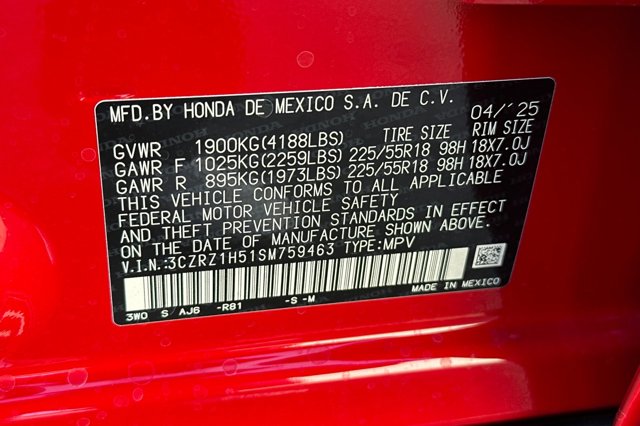 MFD.BY HONDA DE MEXICO S.A. DE C.V. 04/'25
GVWR 1900KG(4188LBS) TIRE SIZE RIM SIZE
GAWR F 1025KG(2259LBS) 225/55R18 98H 18X7.0J
GAWR R 895KG(1973LBS) 225/55R18 98H 18X7.0J
THIS VEHICLE CONFORMS TO ALL APPLICABLE
FEDERAL MOTOR VEHICLE SAFETY
AND THEFT PREVENTION STANDARDS IN EFFECT
ON THE DATE OF MANUFACTURE SHOWN ABOVE.
V.I.N.:3CZRZ1H51SM759463 TYPE:MPV
3W0 S/AJ6 -R81 -S-M MADE IN MEXICO